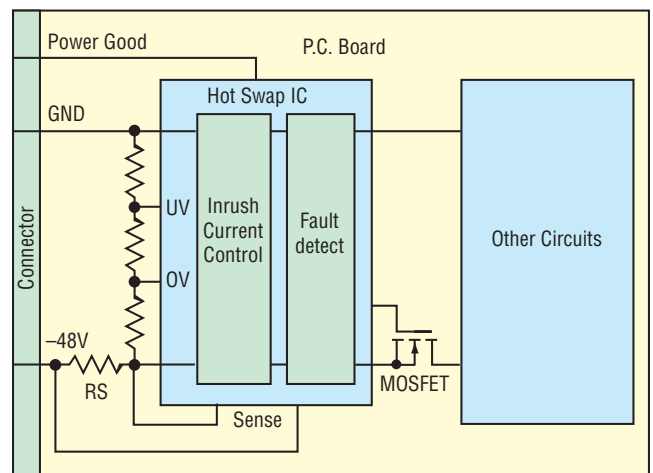 Power Good
P.C. Board
Hot Swap IC
GND
UV
Inrush
Current
Control
Fault
detect
Other Circuits
Connector
OV
–48V
RS
MOSFET
Sense